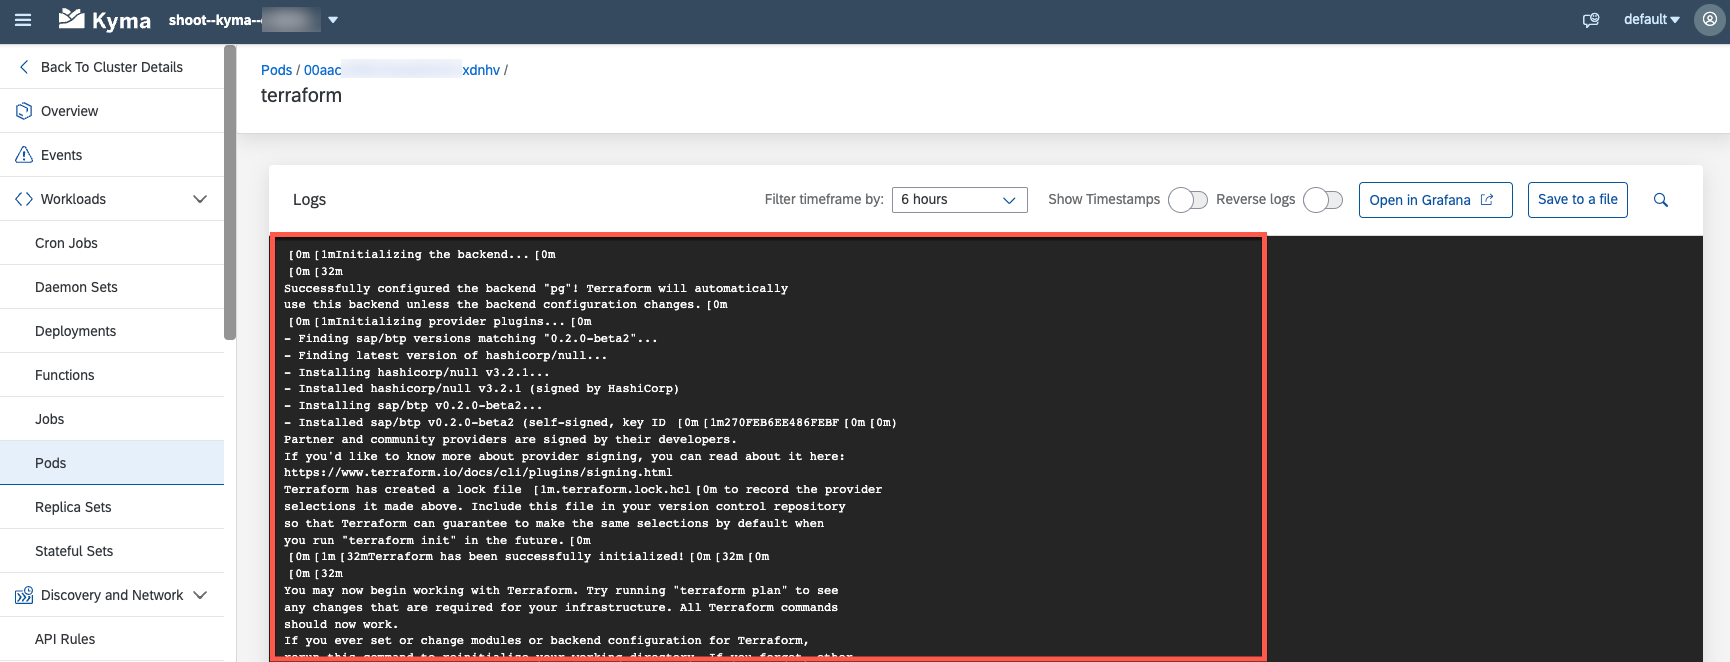 Kyma
shoot--kyma--
default
Back To Cluster Details
Overview
Events
Workloads
Cron Jobs
Daemon Sets
Deployments
Functions
Jobs
Pods
Replica Sets
Stateful Sets
Discovery and Network
API Rules
Pods / 00aac xdnhv /
terraform
Logs
Filter timeframe by:
6 hours
Show Timestamps
Reverse logs
Open in Grafana
Save to a file
[0m[1mInitializing the backend...[0m
[0m[32m
Successfully configured the backend "pg"! Terraform will automatically
use this backend unless the backend configuration changes.[0m
[0m[1mInitializing provider plugins...[0m
- Finding sap/btp versions matching "0.2.0-beta2"...
- Finding latest version of hashicorp/null...
- Installing hashicorp/null v3.2.1...
- Installed hashicorp/null v3.2.1 (signed by HashiCorp)
- Installing sap/btp v0.2.0-beta2...
- Installed sap/btp v0.2.0-beta2 (self-signed, key ID [0m[1m270FEB6EE486FEBF[0m[0m)
Partner and community providers are signed by their developers.
If you'd like to know more about provider signing, you can read about it here:
https://www.terraform.io/docs/cli/plugins/signing.html
Terraform has created a lock file [1m.terraform.lock.hcl[0m to record the provider
selections it made above. Include this file in your version control repository
so that Terraform can guarantee to make the same selections by default when
you run "terraform init" in the future.[0m
[0m[1m[32mTerraform has been successfully initialized![0m[32m[0m
[0m[32m
You may now begin working with Terraform. Try running "terraform plan" to see
any changes that are required for your infrastructure. All Terraform commands
should now work.
If you ever set or change modules or backend configuration for Terraform,
rerun this command to reinitialize your working directory. If you forget, other